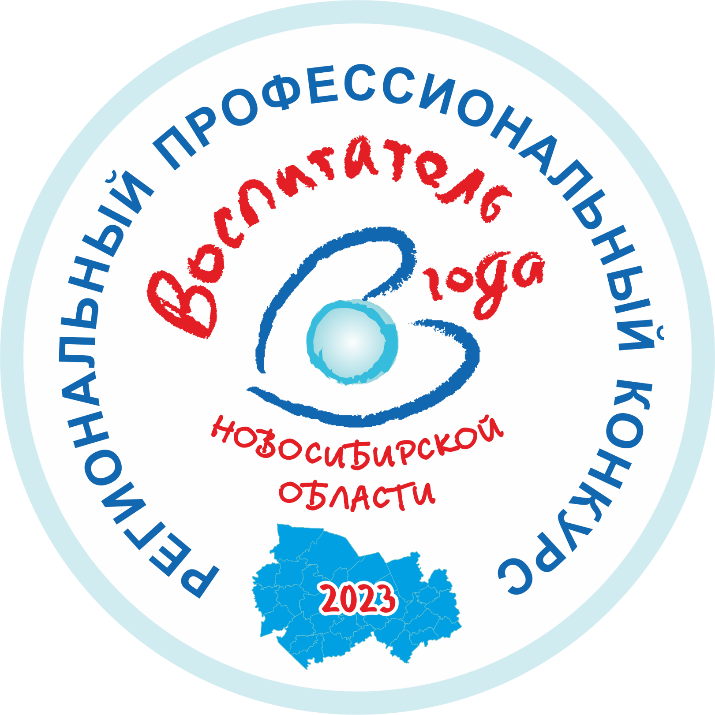 РЕГИОНАЛЬНЫЙ ПРОФЕССИОНАЛЬНЫЙ КОНКУРС
Воспитатель
года
НОВОСИБИРСКОЙ
ОБЛАСТИ
2023